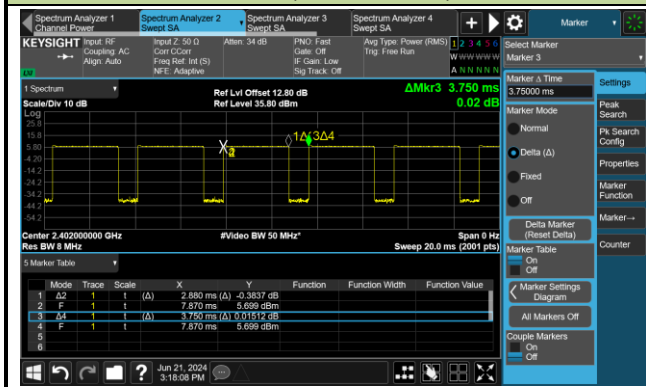 Spectrum Analyzer 1
Channel Power
Spectrum Analyzer 2
Swept SA
Spectrum Analyzer 3
Swept SA
Spectrum Analyzer 4
Swept SA
Marker
KEYSIGHT
Input: RF
Coupling: AC
Align: Auto
Input Z: 50 Ω
Corr CCorr
Freq Ref: Int (S)
NFE: Adaptive
Atten: 34 dB
PNO: Fast
Gate: Off
IF Gain: Low
Sig Track: Off
Avg Type: Power (RMS)
Trig: Free Run
1 2 3 4 5 6
W W W W W W
A N N N N N
Select Marker
Marker 3
1 Spectrum
Scale/Div 10 dB
Ref Lvl Offset 12.80 dB
Ref Level 35.80 dBm
ΔMkr3 3.750 ms
0.02 dB
Log
25.8
15.8
5.80
-4.20
-14.2
-24.2
-34.2
-44.2
-54.2
1Δ
3Δ4
Center 2.402000000 GHz
Res BW 8 MHz
#Video BW 50 MHz*
Span 0 Hz
Sweep 20.0 ms (2001 pts)
5 Marker Table
Mode Trace Scale X Y Function Function Width Function Value
1 Δ2 1 t (Δ) 2.880 ms (Δ) -0.3837 dB
2 F 1 t 7.870 ms 5.699 dBm
3 Δ4 1 t (Δ) 3.750 ms (Δ) 0.01512 dB
4 F 1 t 7.870 ms 5.699 dBm
5
6
Marker Δ Time
3.75000 ms
Marker Mode
Normal
Delta (Δ)
Fixed
Off
Delta Marker
(Reset Delta)
Marker Table
On
Off
Marker Settings
Diagram
All Markers Off
Couple Markers
On
Off
Settings
Peak
Search
Pk Search
Config
Properties
Marker
Function
Marker→
Counter
Jun 21, 2024
3:18:08 PM